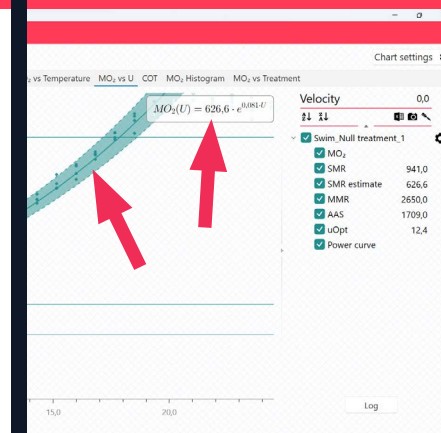 Chart settings
₂ vs Temperature MO₂ vs U COT MO₂ Histogram MO₂ vs Treatment
MO₂(U) = 626,6 · e^0,081·U
Velocity 0,0
Swim_Null treatment_1
MO₂
SMR 941,0
SMR estimate 626,6
MMR 2650,0
AAS 1709,0
uOpt 12,4
Power curve
Log
15,0 20,0